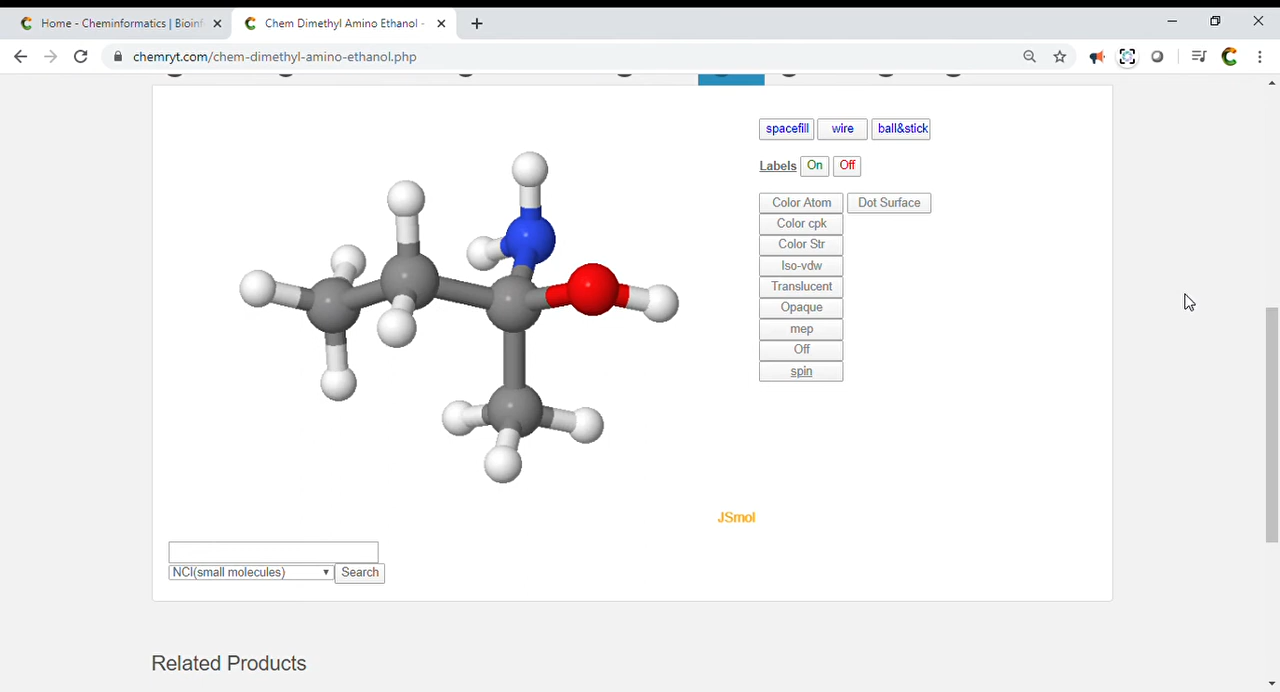 Home - Cheminformatics | Bioinf
Chem Dimethyl Amino Ethanol -
chemryt.com/chem-dimethyl-amino-ethanol.php
spacefill wire ball&stick
Labels On Off
Color Atom Dot Surface
Color cpk
Color Str
Iso-vdw
Translucent
Opaque
mep
Off
spin
JSmol
NCI(small molecules) Search
Related Products